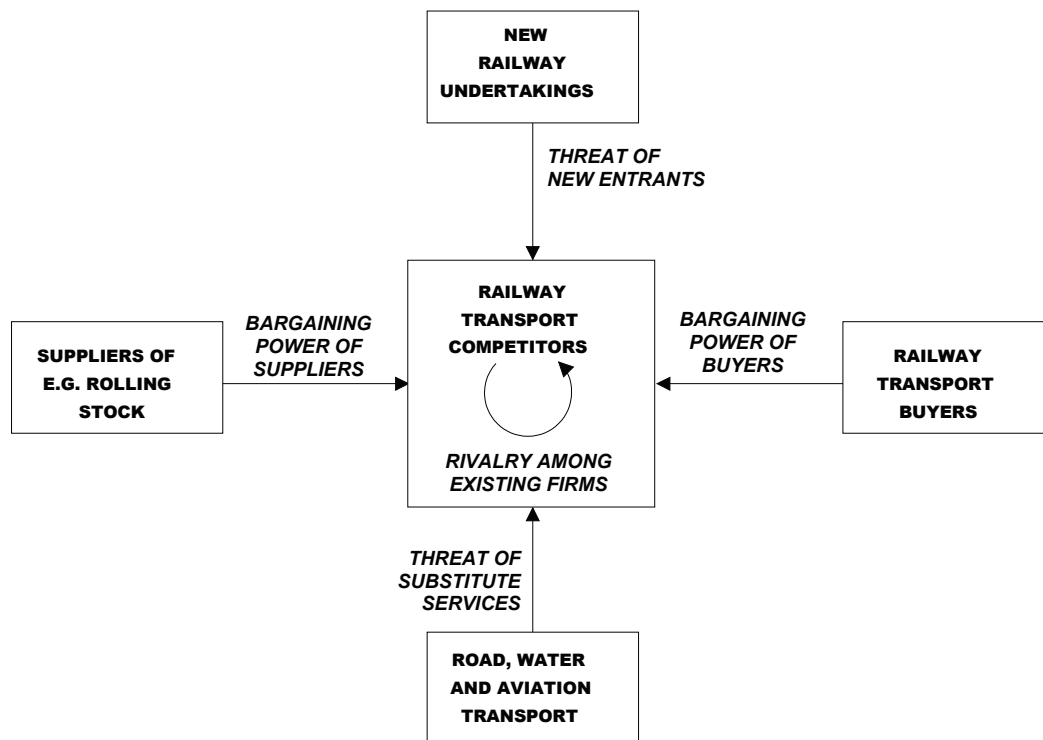 NEW
RAILWAY
UNDERTAKINGS
THREAT OF
NEW ENTRANTS
RAILWAY
TRANSPORT
COMPETITORS
RIVALRY AMONG
EXISTING FIRMS
BARGAINING
POWER OF
SUPPLIERS
SUPPLIERS OF
E.G. ROLLING
STOCK
BARGAINING
POWER OF
BUYERS
RAILWAY
TRANSPORT
BUYERS
THREAT OF
SUBSTITUTE
SERVICES
ROAD, WATER
AND AVIATION
TRANSPORT